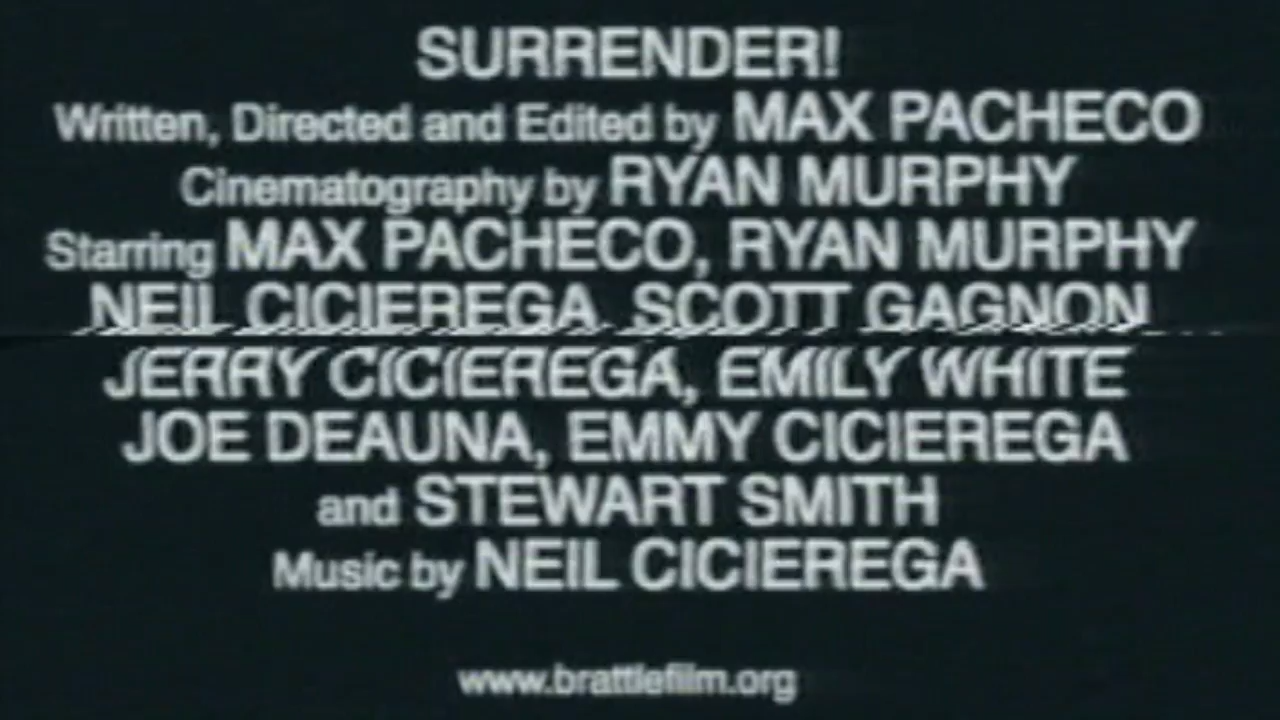 SURRENDER!
Written, Directed and Edited by MAX PACHECO
Cinematography by RYAN MURPHY
Starring MAX PACHECO, RYAN MURPHY
NEIL CICIEREGA, SCOTT GAGNON
JERRY CICIEREGA, EMILY WHITE
JOE DEAUNA, EMMY CICIEREGA
and STEWART SMITH
Music by NEIL CICIEREGA
www.brattlefilm.org